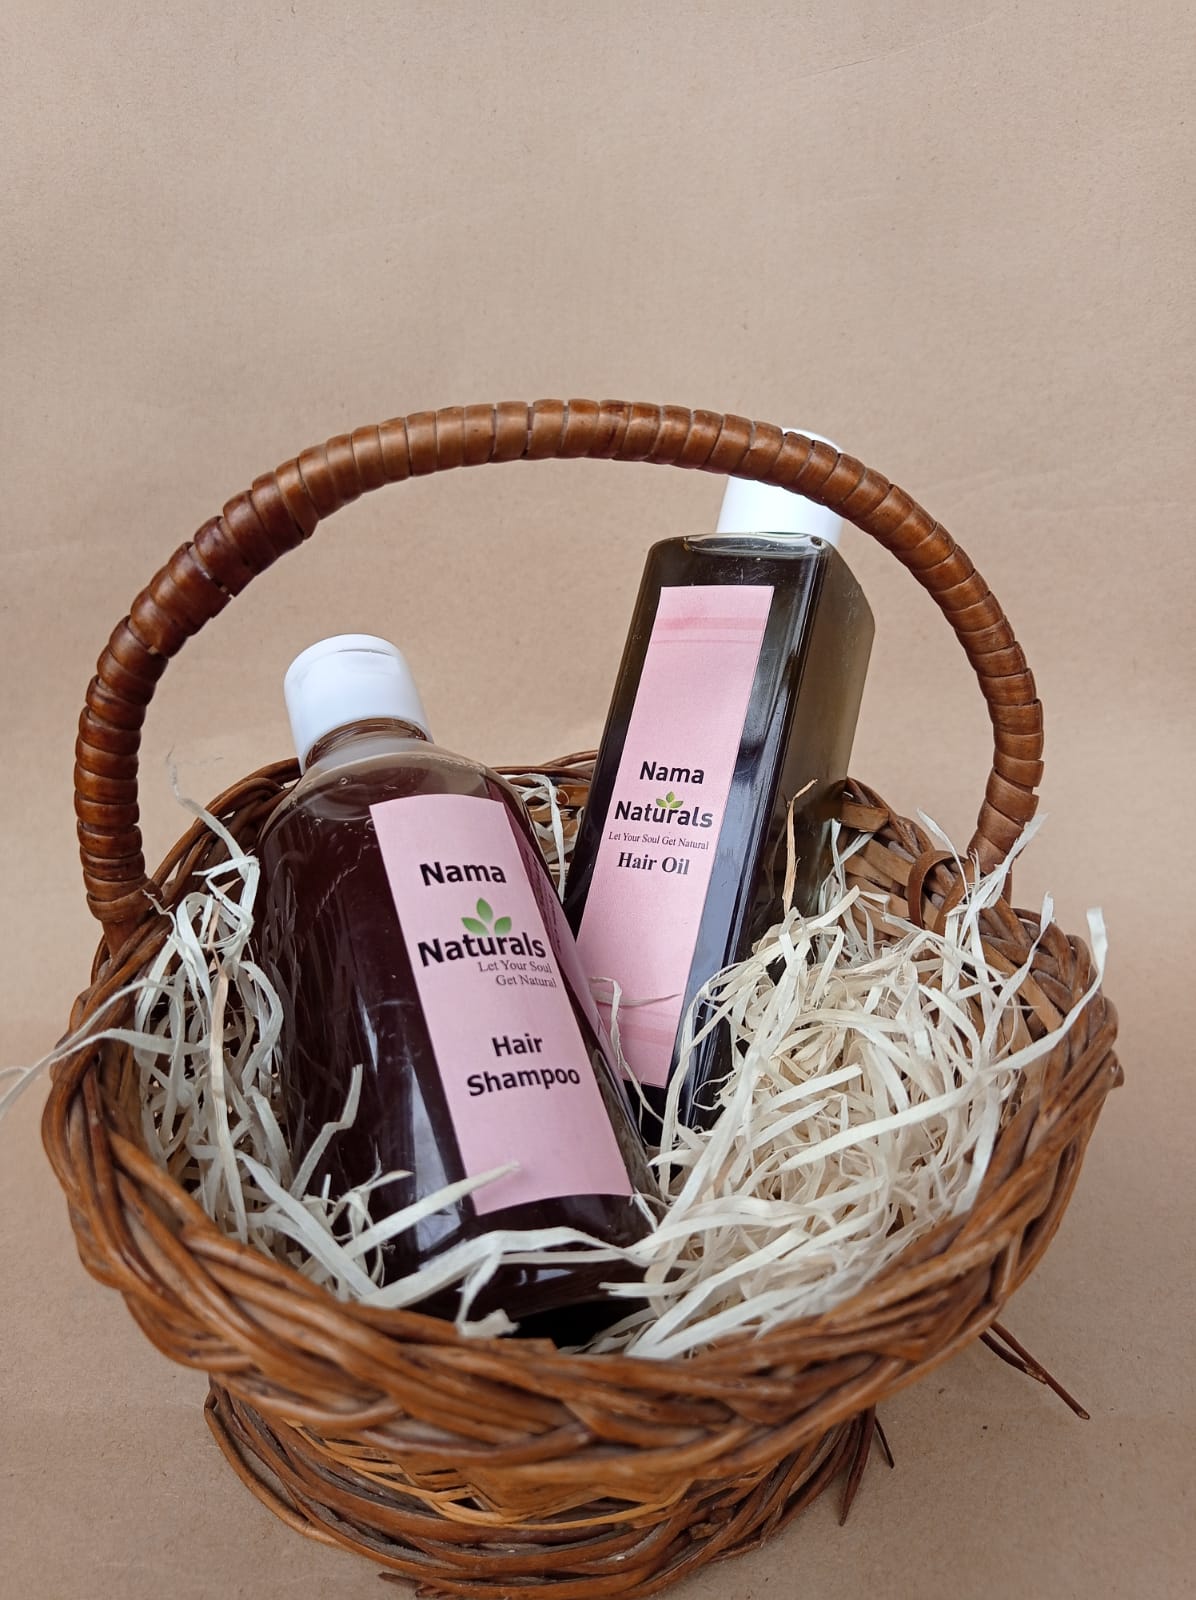 Nama
Naturals
Let Your Soul
Get Natural
Hair
Shampoo
Nama
Naturals
Let Your Soul Get Natural
Hair Oil